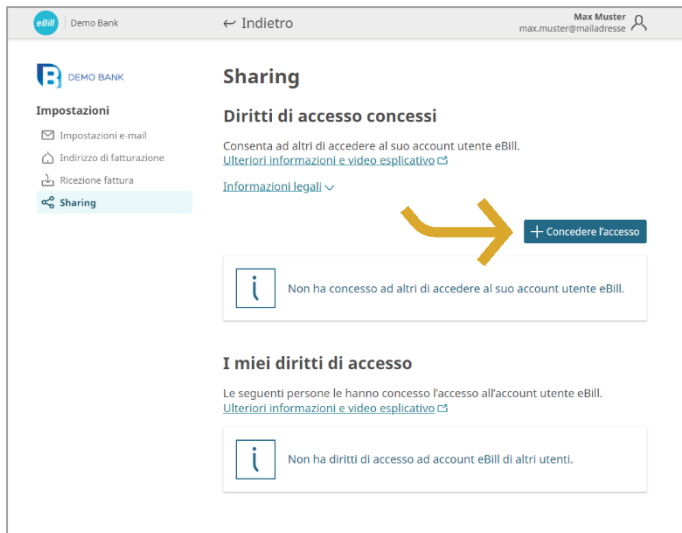 eBill Demo Bank Indietro Max Muster
max.muster@mailadresse
DEMO BANK
Impostazioni
Impostazioni e-mail
Indirizzo di fatturazione
Ricezione fattura
Sharing
Sharing
Diritti di accesso concessi
Consenta ad altri di accedere al suo account utente eBill.
Ulteriori informazioni e video esplicativo
Informazioni legali
+ Concedere l'accesso
Non ha concesso ad altri di accedere al suo account utente eBill.
I miei diritti di accesso
Le seguenti persone le hanno concesso l'accesso all'account utente eBill.
Ulteriori informazioni e video esplicativo
Non ha diritti di accesso ad account eBill di altri utenti.